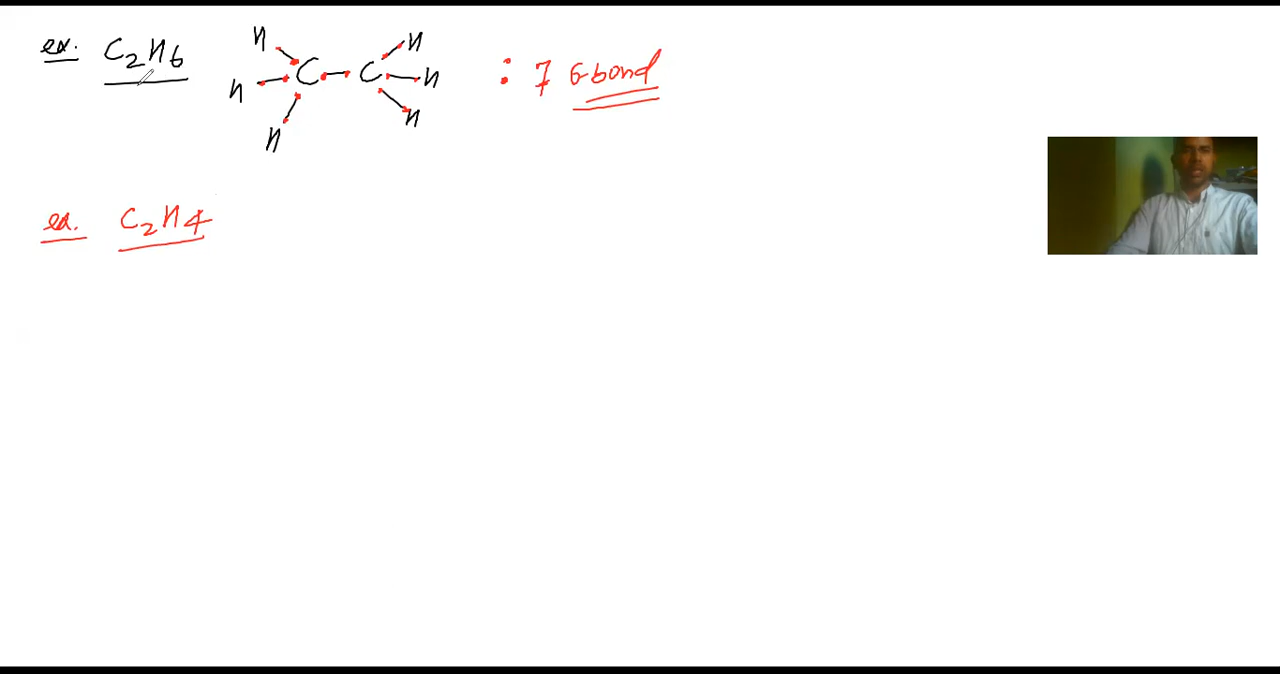 ex. C2H6 H H H C C H H H : 7 σ-bond
ex. C2H4